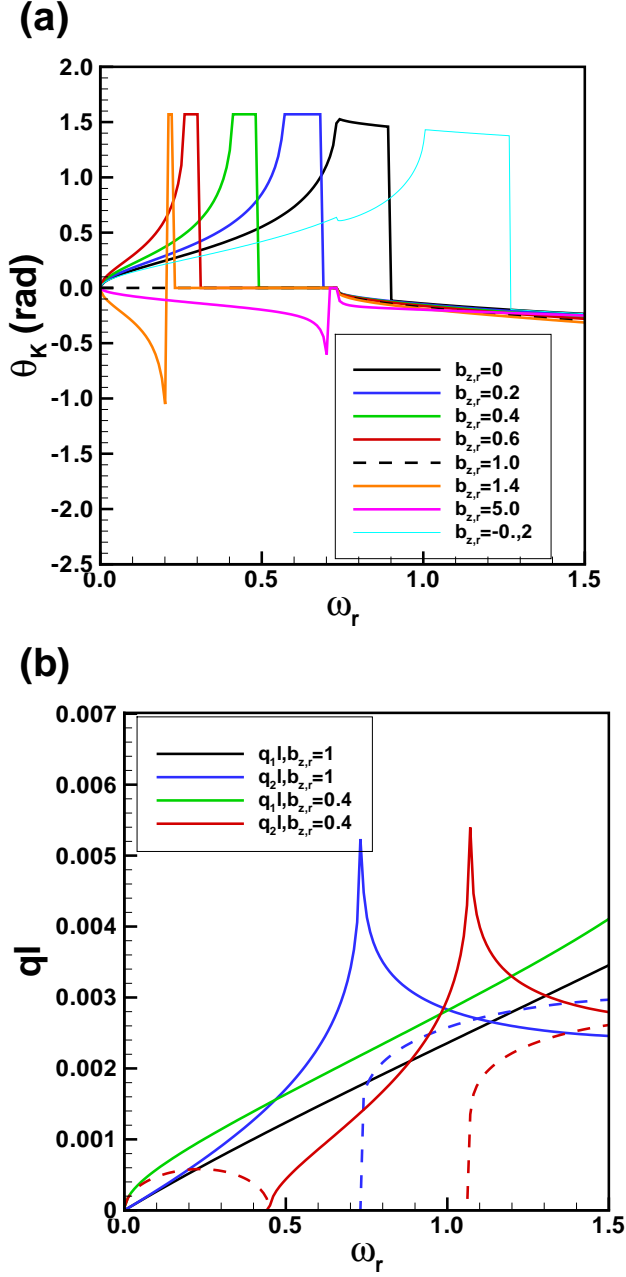 (a)
2.0
1.5
1.0
0.5
0.0
-0.5
-1.0
-1.5
-2.0
-2.5
θK (rad)
bz,r=0
bz,r=0.2
bz,r=0.4
bz,r=0.6
bz,r=1.0
bz,r=1.4
bz,r=5.0
bz,r=-0.,2
0.0 0.5 1.0 1.5
ωr
(b)
0.007
0.006
0.005
0.004
0.003
0.002
0.001
0
ql
q1l,bz,r=1
q2l,bz,r=1
q1l,bz,r=0.4
q2l,bz,r=0.4
0.0 0.5 1.0 1.5
ωr